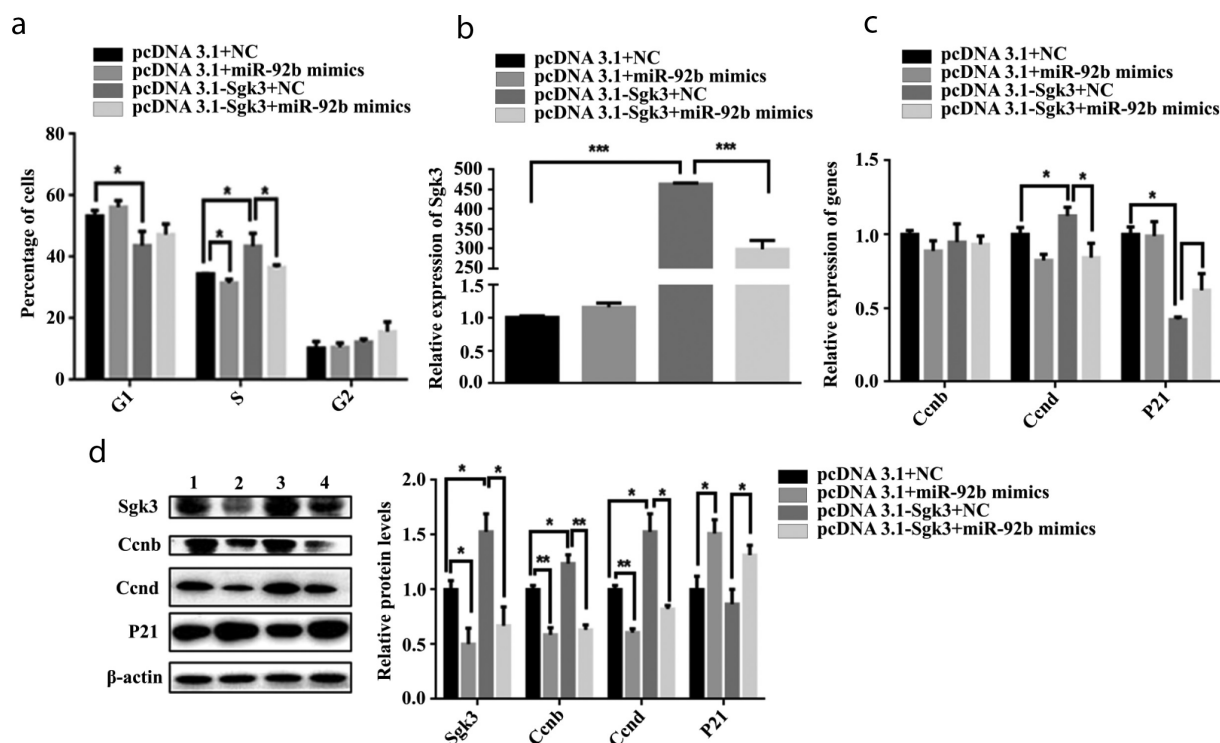 a
pcDNA 3.1+NC
pcDNA 3.1+miR-92b mimics
pcDNA 3.1-Sgk3+NC
pcDNA 3.1-Sgk3+miR-92b mimics
Percentage of cells
80
60
40
20
0
* * * *
G1 S G2
b
pcDNA 3.1+NC
pcDNA 3.1+miR-92b mimics
pcDNA 3.1-Sgk3+NC
pcDNA 3.1-Sgk3+miR-92b mimics
Relative expression of Sgk3
500
450
400
350
300
250
1.5
1.0
0.5
0.0
*** ***
c
pcDNA 3.1+NC
pcDNA 3.1+miR-92b mimics
pcDNA 3.1-Sgk3+NC
pcDNA 3.1-Sgk3+miR-92b mimics
Relative expression of genes
1.5
1.0
0.5
0.0
* * *
Ccnb Ccnd P21
d
1 2 3 4
Sgk3
Ccnb
Ccnd
P21
β-actin
Relative protein levels
2.0
1.5
1.0
0.5
0.0
* * * * ** ** * * ** * *
Sgk3 Ccnb Ccnd P21
pcDNA 3.1+NC
pcDNA 3.1+miR-92b mimics
pcDNA 3.1-Sgk3+NC
pcDNA 3.1-Sgk3+miR-92b mimics